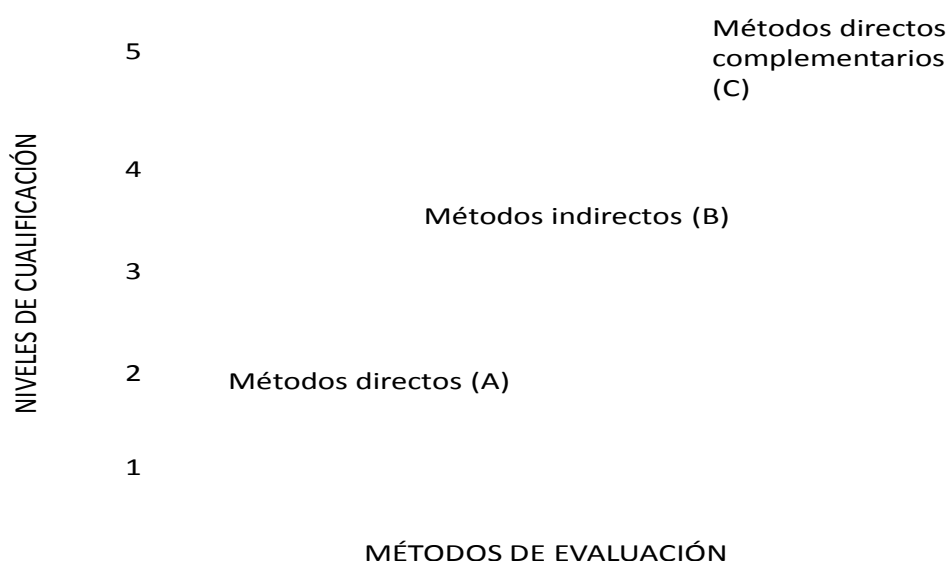 Métodos directos
complementarios
(C)
5
4
Métodos indirectos (B)
3
2
Métodos directos (A)
1
NIVELES DE CUALIFICACIÓN
MÉTODOS DE EVALUACIÓN